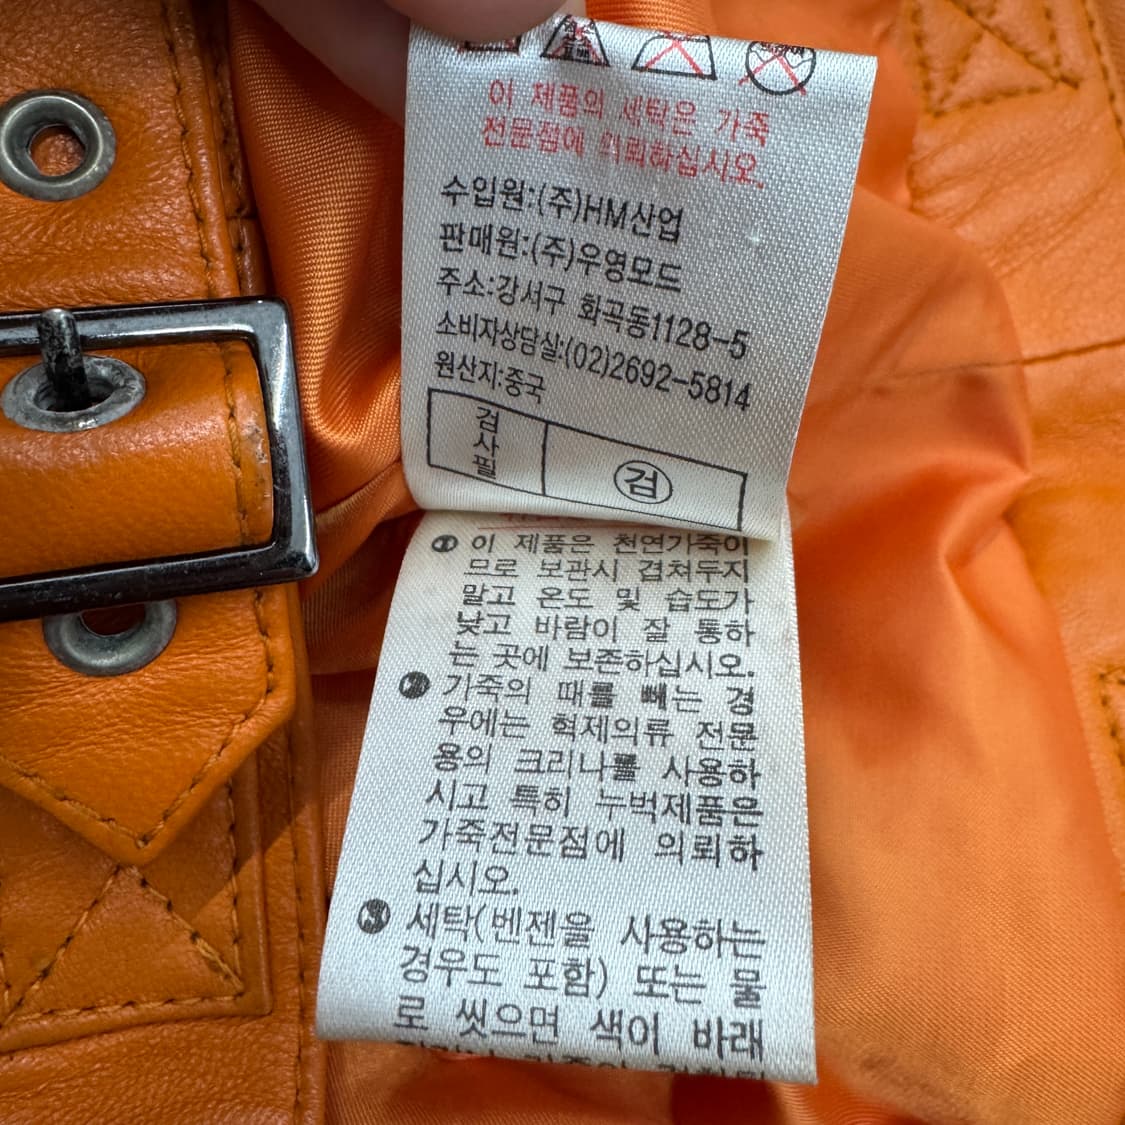 이 제품의 세탁은 가죽
전문점에 의뢰하십시오.
수입원:(주)HM산업
판매원:(주)우영모드
주소:강서구 화곡동1128-5
소비자상담실:(02)2692-5814
원산지:중국
검사필 검
❶ 이 제품은 천연가죽이
므로 보관시 겹쳐두지
말고 온도 및 습도가
낮고 바람이 잘 통하
는 곳에 보존하십시오.
❷ 가죽의 때를 빼는 경
우에는 혁제의류 전문
용의 크리나를 사용하
시고 특히 누벅제품은
가죽전문점에 의뢰하
십시오.
❸ 세탁(벤젠을 사용하는
경우도 포함) 또는 물
로 씻으면 색이 바래